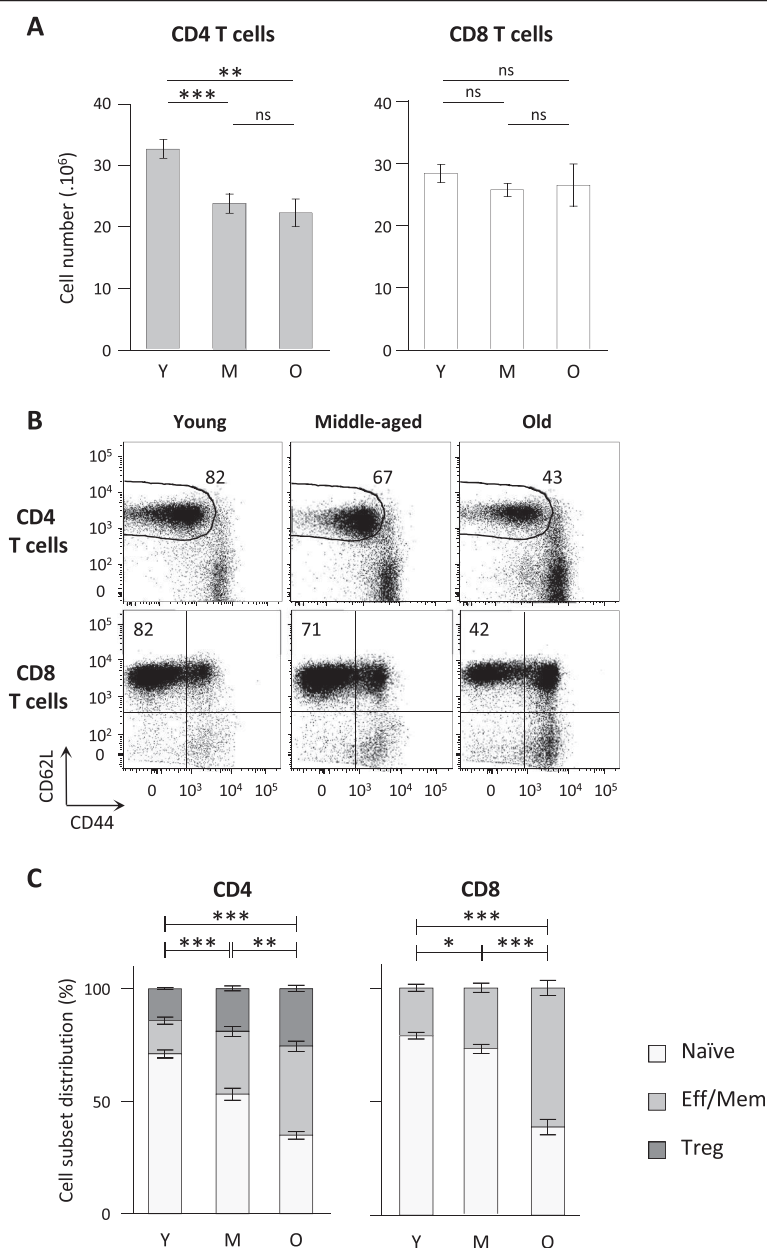 A
CD4 T cells
CD8 T cells
**
***
ns
ns
ns
ns
Cell number (.10⁶)
40
30
20
10
0
40
30
20
10
0
Y M O
Y M O
B
Young Middle-aged Old
CD4
T cells
10⁵
10⁴
10³
10²
0
82 67 43
CD8
T cells
10⁵
10⁴
10³
10²
0
82 71 42
0 10³ 10⁴ 10⁵
0 10³ 10⁴ 10⁵
0 10³ 10⁴ 10⁵
CD62L
CD44
C
CD4
CD8
***
*** **
***
* ***
Cell subset distribution (%)
100
50
0
Y M O
Y M O
Naïve
Eff/Mem
Treg